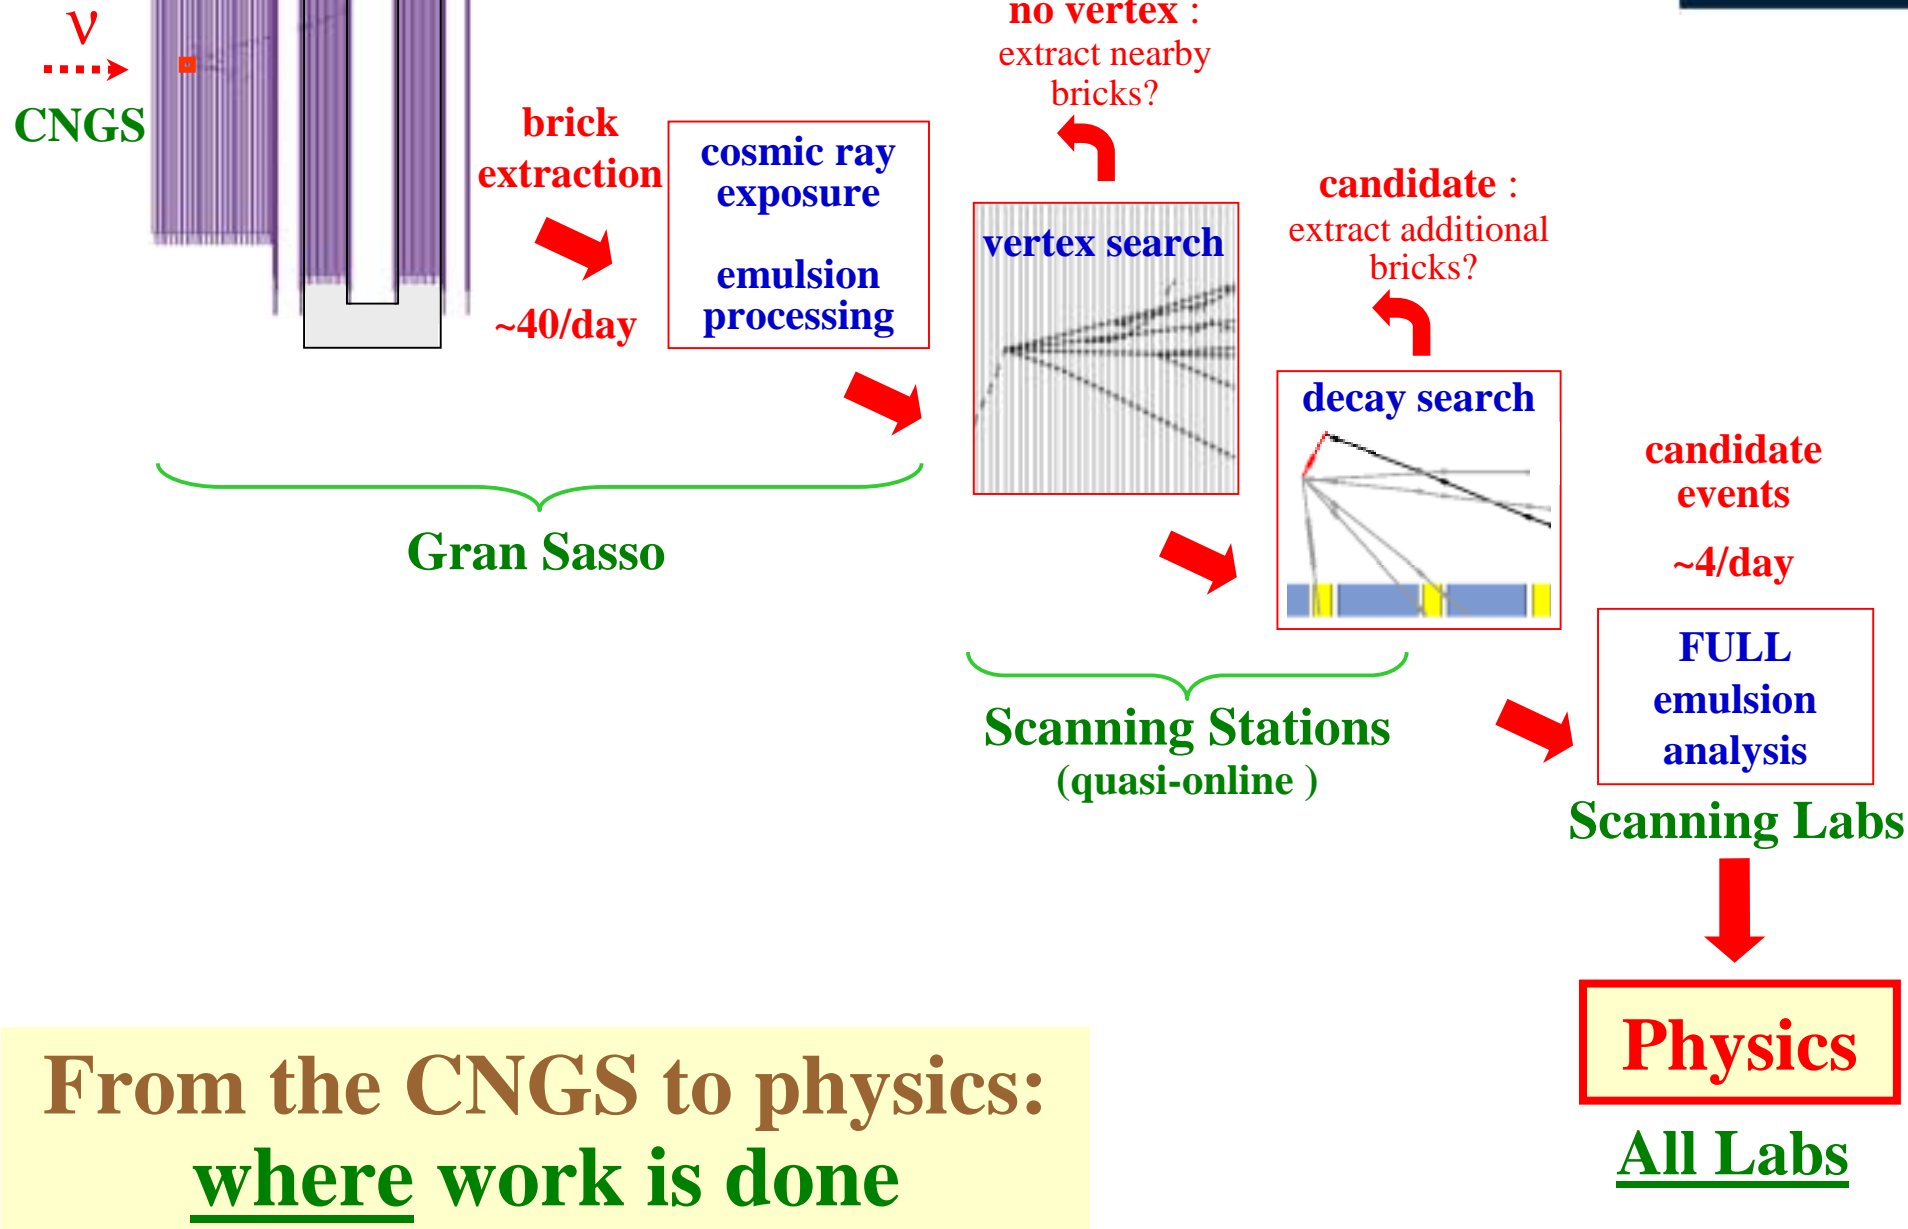 ν
CNGS
brick
extraction
~40/day
cosmic ray
exposure
emulsion
processing
no vertex :
extract nearby
bricks?
vertex search
candidate :
extract additional
bricks?
decay search
candidate
events
~4/day
Gran Sasso
Scanning Stations
(quasi-online )
FULL
emulsion
analysis
Scanning Labs
Physics
All Labs
From the CNGS to physics:
where work is done